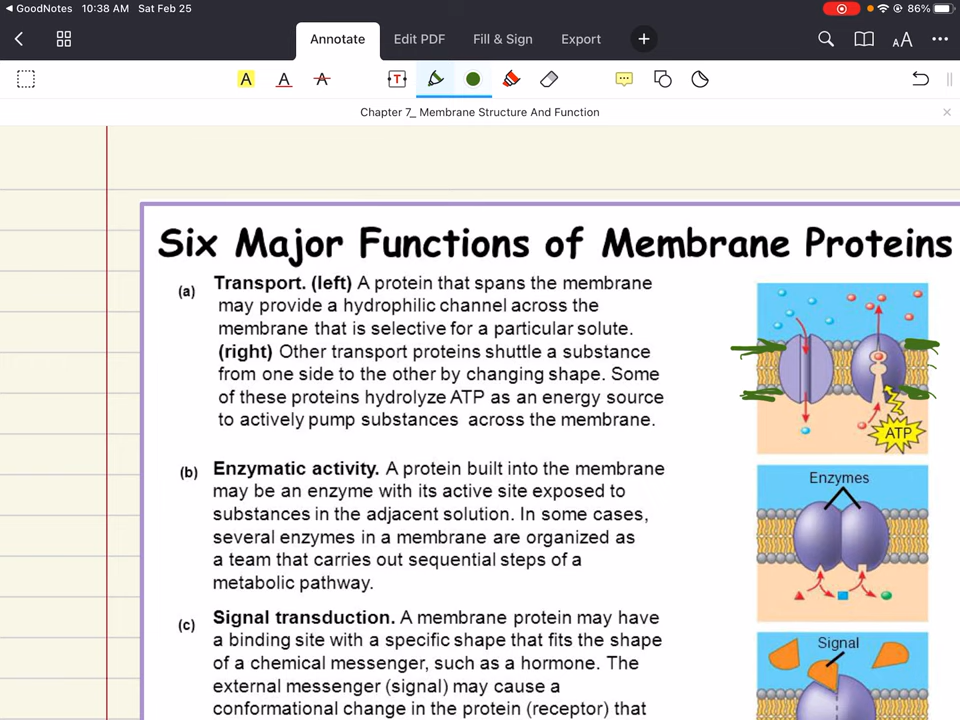 GoodNotes 10:38 AM Sat Feb 25 86%
Annotate Edit PDF Fill & Sign Export
Chapter 7_ Membrane Structure And Function
Six Major Functions of Membrane Proteins
(a) Transport. (left) A protein that spans the membrane
may provide a hydrophilic channel across the
membrane that is selective for a particular solute.
(right) Other transport proteins shuttle a substance
from one side to the other by changing shape. Some
of these proteins hydrolyze ATP as an energy source
to actively pump substances across the membrane.
ATP
(b) Enzymatic activity. A protein built into the membrane
may be an enzyme with its active site exposed to
substances in the adjacent solution. In some cases,
several enzymes in a membrane are organized as
a team that carries out sequential steps of a
metabolic pathway.
Enzymes
(c) Signal transduction. A membrane protein may have
a binding site with a specific shape that fits the shape
of a chemical messenger, such as a hormone. The
external messenger (signal) may cause a
conformational change in the protein (receptor) that
Signal